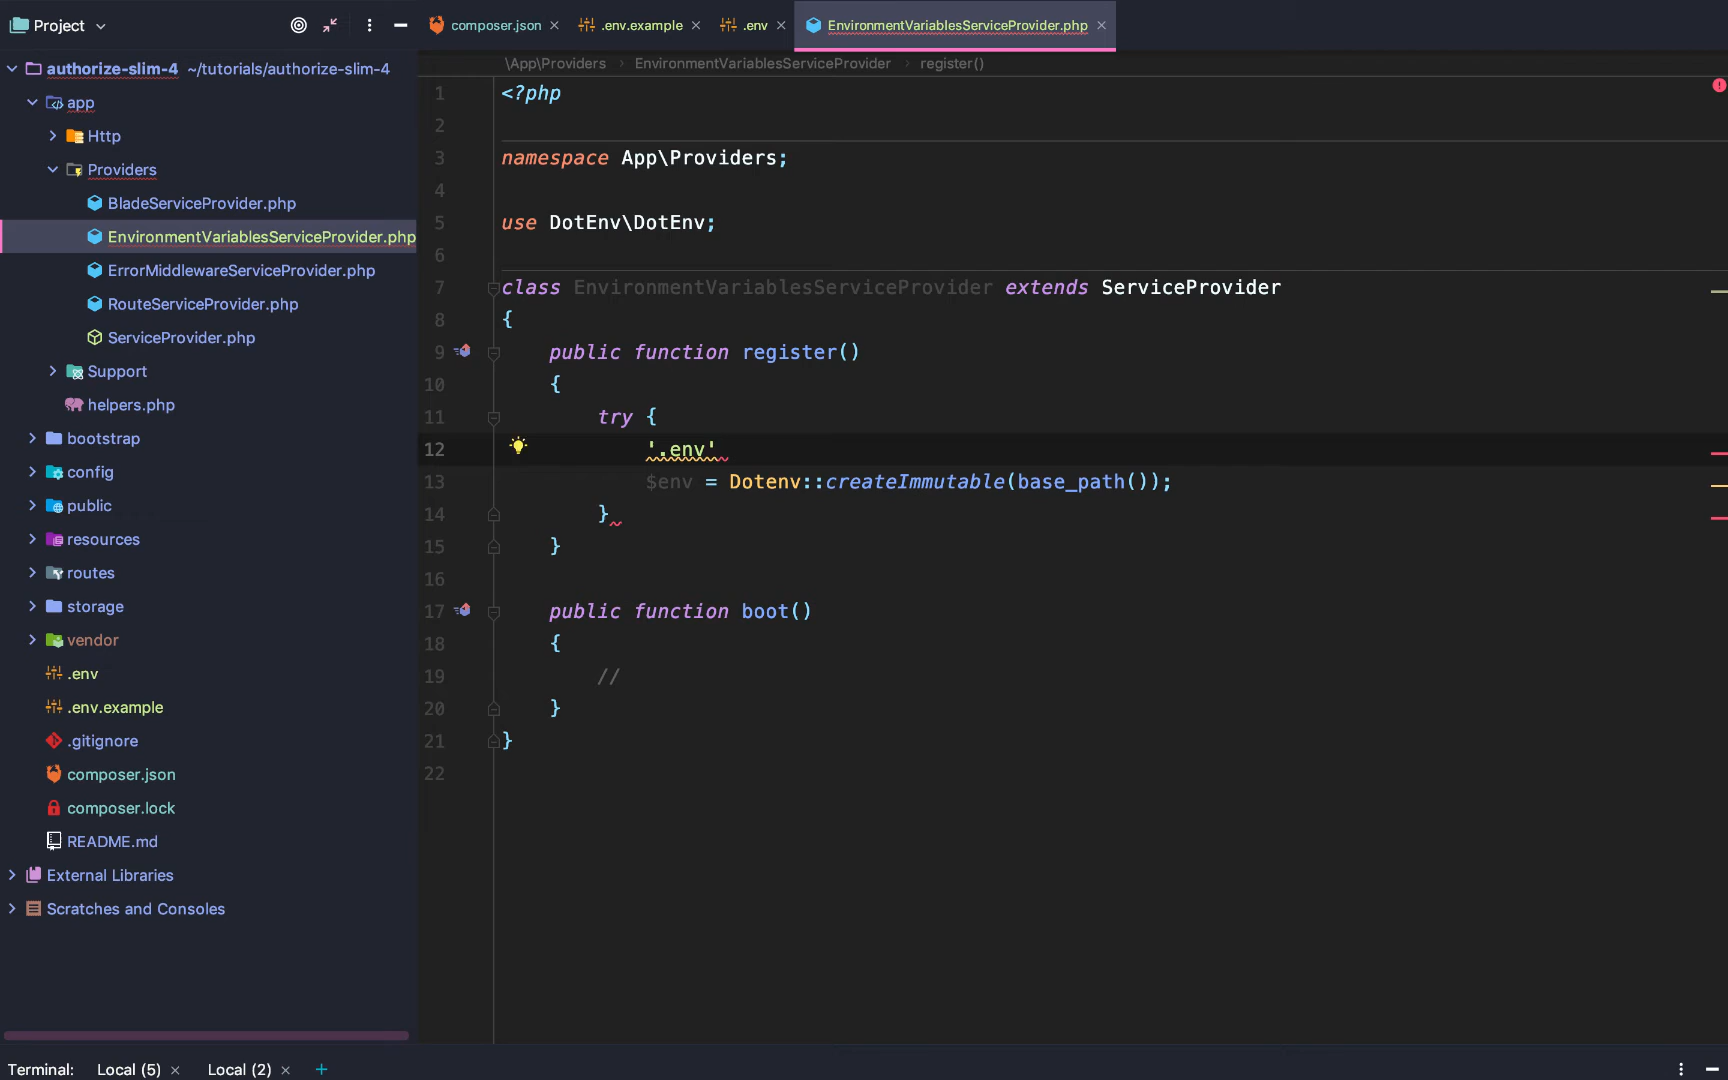 Project
composer.json
.env.example
.env
EnvironmentVariablesServiceProvider.php
authorize-slim-4 ~/tutorials/authorize-slim-4
app
Http
Providers
BladeServiceProvider.php
EnvironmentVariablesServiceProvider.php
ErrorMiddlewareServiceProvider.php
RouteServiceProvider.php
ServiceProvider.php
Support
helpers.php
bootstrap
config
public
resources
routes
storage
vendor
.env
.env.example
.gitignore
composer.json
composer.lock
README.md
External Libraries
Scratches and Consoles
\App\Providers > EnvironmentVariablesServiceProvider > register()
1 <?php
2
3 namespace App\Providers;
4
5 use DotEnv\DotEnv;
6
7 class EnvironmentVariablesServiceProvider extends ServiceProvider
8 {
9 public function register()
10 {
11 try {
12 '.env'
13 $env = Dotenv::createImmutable(base_path());
14 }
15 }
16
17 public function boot()
18 {
19 //
20 }
21 }
22
Terminal: Local (5) Local (2) +